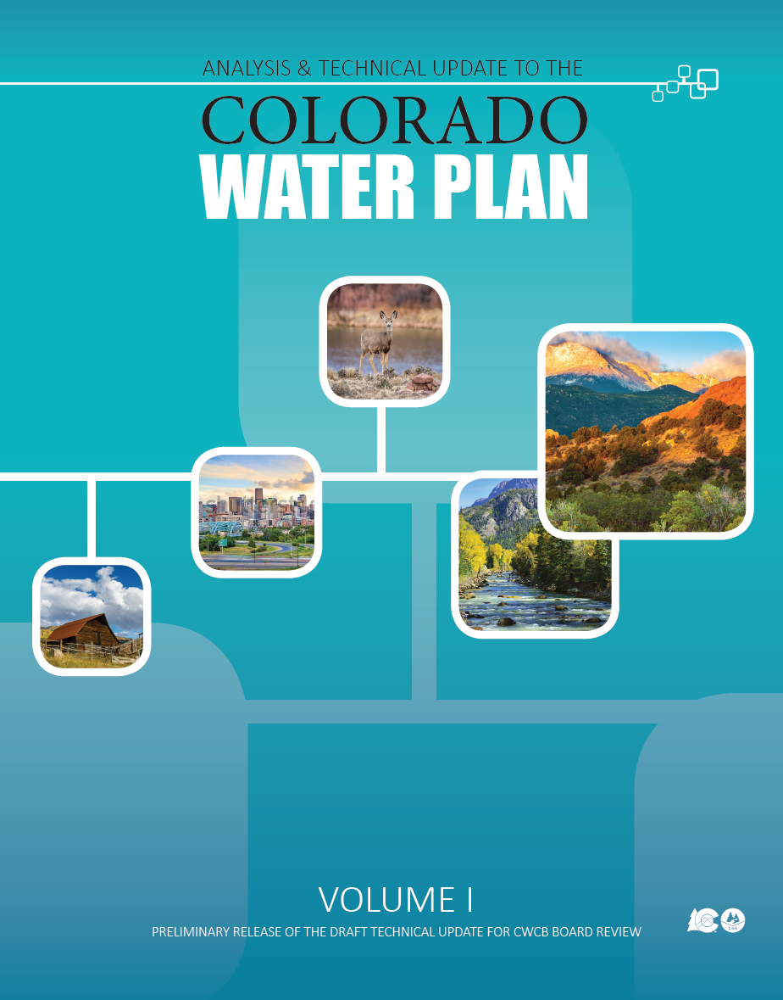 ANALYSIS & TECHNICAL UPDATE TO THE
COLORADO
WATER PLAN
VOLUME I
PRELIMINARY RELEASE OF THE DRAFT TECHNICAL UPDATE FOR CWCB BOARD REVIEW